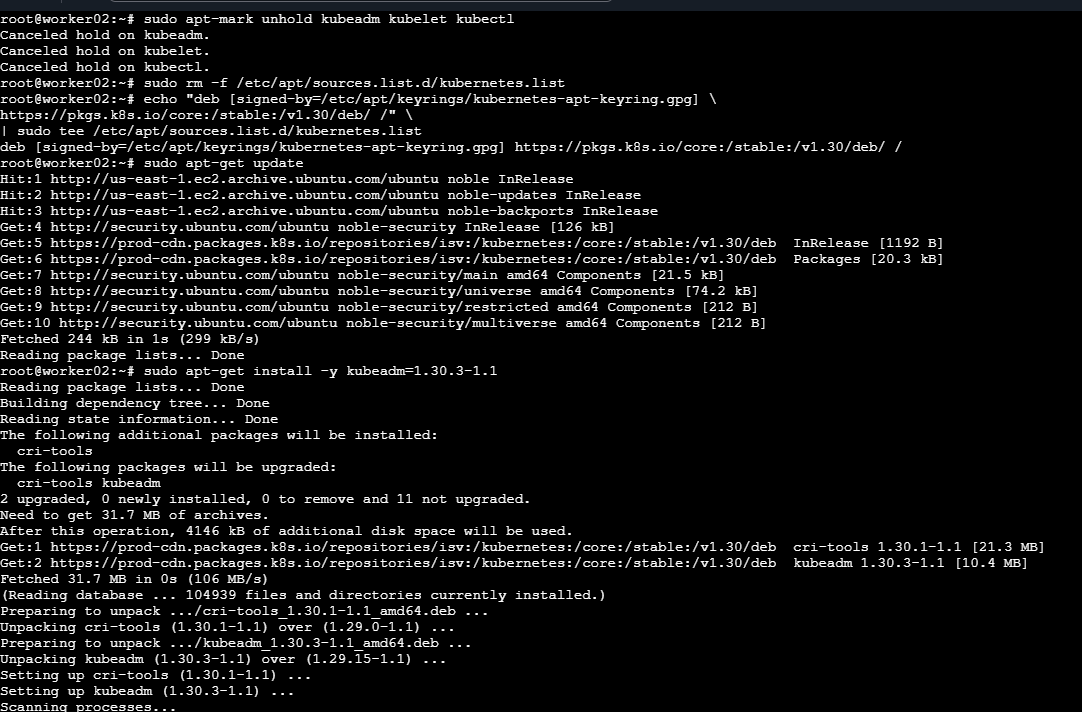 root@worker02:~# sudo apt-mark unhold kubeadm kubelet kubectl
Canceled hold on kubeadm.
Canceled hold on kubelet.
Canceled hold on kubectl.
root@worker02:~# sudo rm -f /etc/apt/sources.list.d/kubernetes.list
root@worker02:~# echo "deb [signed-by=/etc/apt/keyrings/kubernetes-apt-keyring.gpg] \
https://pkgs.k8s.io/core:/stable:/v1.30/deb/ /" \
| sudo tee /etc/apt/sources.list.d/kubernetes.list
deb [signed-by=/etc/apt/keyrings/kubernetes-apt-keyring.gpg] https://pkgs.k8s.io/core:/stable:/v1.30/deb/ /
root@worker02:~# sudo apt-get update
Hit:1 http://us-east-1.ec2.archive.ubuntu.com/ubuntu noble InRelease
Hit:2 http://us-east-1.ec2.archive.ubuntu.com/ubuntu noble-updates InRelease
Hit:3 http://us-east-1.ec2.archive.ubuntu.com/ubuntu noble-backports InRelease
Get:4 http://security.ubuntu.com/ubuntu noble-security InRelease [126 kB]
Get:5 https://prod-cdn.packages.k8s.io/repositories/isv:/kubernetes:/core:/stable:/v1.30/deb  InRelease [1192 B]
Get:6 https://prod-cdn.packages.k8s.io/repositories/isv:/kubernetes:/core:/stable:/v1.30/deb  Packages [20.3 kB]
Get:7 http://security.ubuntu.com/ubuntu noble-security/main amd64 Components [21.5 kB]
Get:8 http://security.ubuntu.com/ubuntu noble-security/universe amd64 Components [74.2 kB]
Get:9 http://security.ubuntu.com/ubuntu noble-security/restricted amd64 Components [212 B]
Get:10 http://security.ubuntu.com/ubuntu noble-security/multiverse amd64 Components [212 B]
Fetched 244 kB in 1s (299 kB/s)
Reading package lists... Done
root@worker02:~# sudo apt-get install -y kubeadm=1.30.3-1.1
Reading package lists... Done
Building dependency tree... Done
Reading state information... Done
The following additional packages will be installed:
  cri-tools
The following packages will be upgraded:
  cri-tools kubeadm
2 upgraded, 0 newly installed, 0 to remove and 11 not upgraded.
Need to get 31.7 MB of archives.
After this operation, 4146 kB of additional disk space will be used.
Get:1 https://prod-cdn.packages.k8s.io/repositories/isv:/kubernetes:/core:/stable:/v1.30/deb  cri-tools 1.30.1-1.1 [21.3 MB]
Get:2 https://prod-cdn.packages.k8s.io/repositories/isv:/kubernetes:/core:/stable:/v1.30/deb  kubeadm 1.30.3-1.1 [10.4 MB]
Fetched 31.7 MB in 0s (106 MB/s)
(Reading database ... 104939 files and directories currently installed.)
Preparing to unpack .../cri-tools_1.30.1-1.1_amd64.deb ...
Unpacking cri-tools (1.30.1-1.1) over (1.29.0-1.1) ...
Preparing to unpack .../kubeadm_1.30.3-1.1_amd64.deb ...
Unpacking kubeadm (1.30.3-1.1) over (1.29.15-1.1) ...
Setting up cri-tools (1.30.1-1.1) ...
Setting up kubeadm (1.30.3-1.1) ...
Scanning processes...